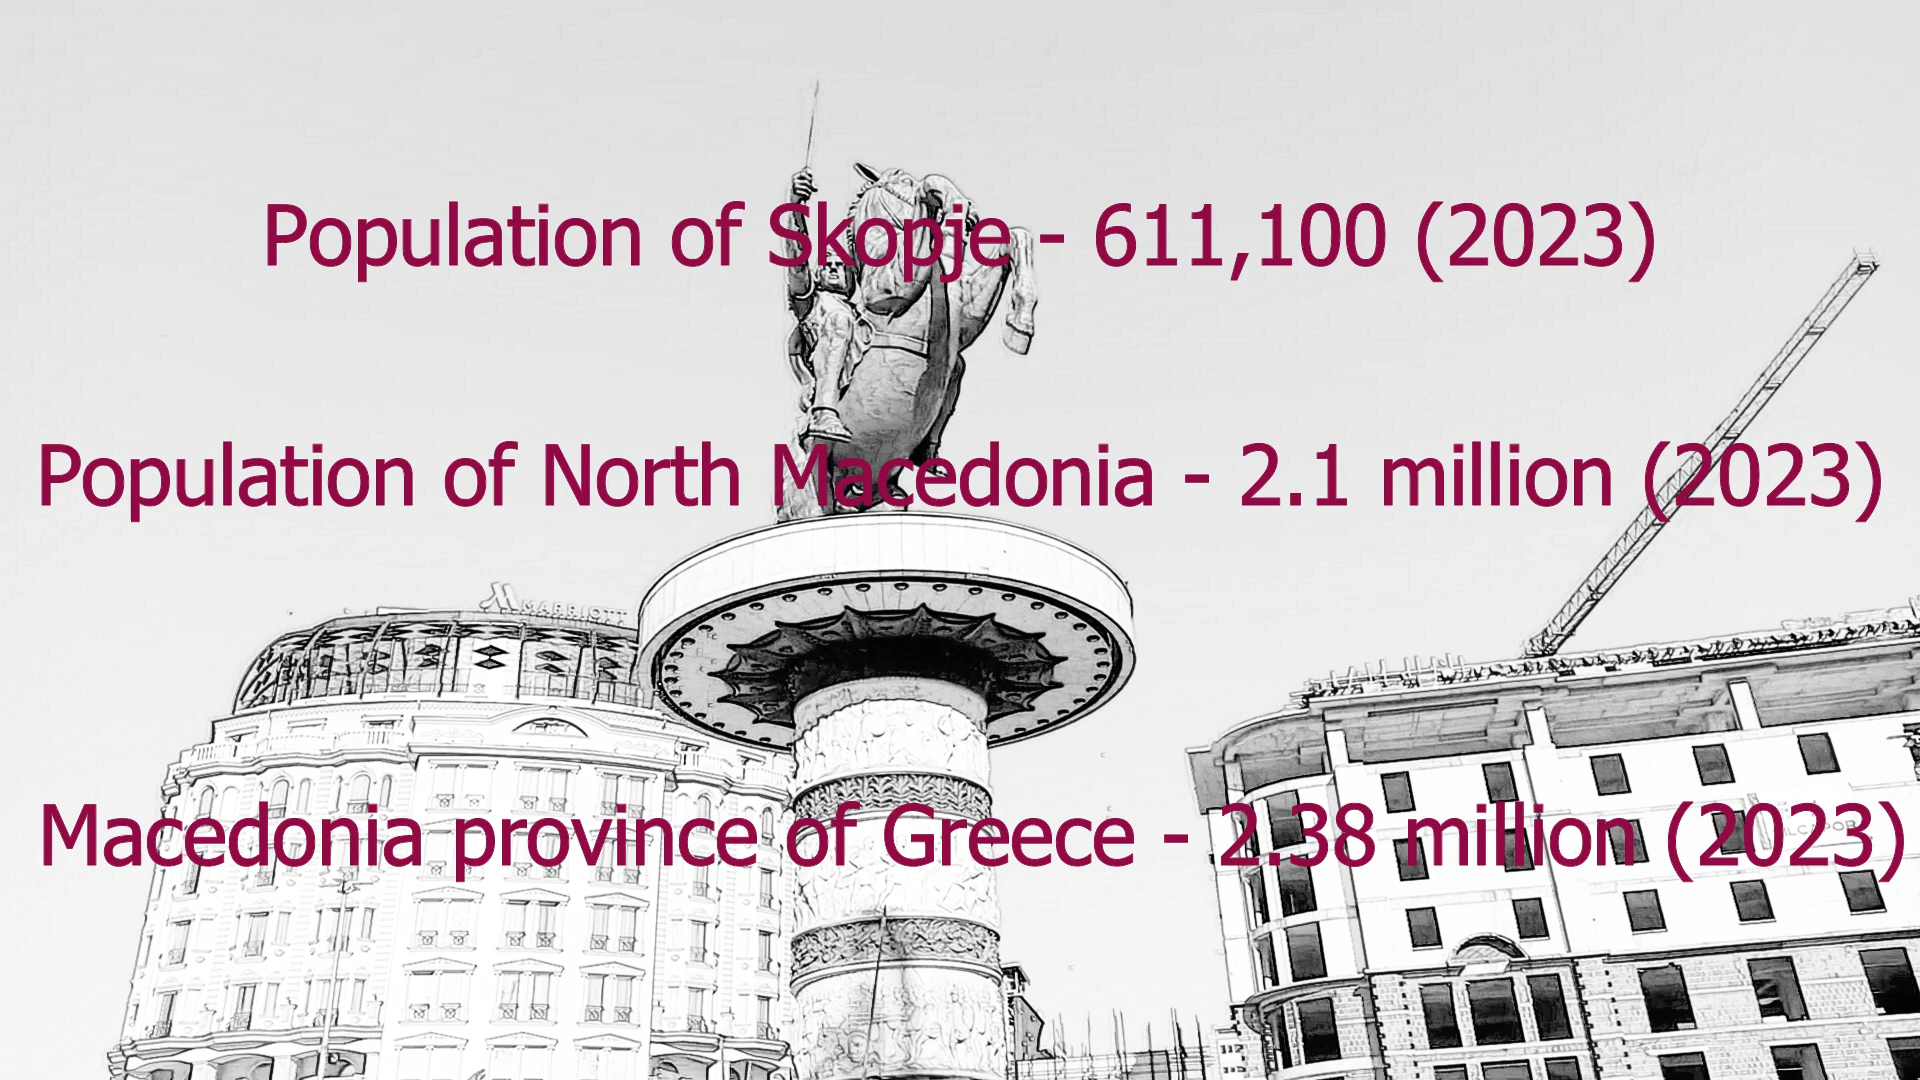 Population of Skopje - 611,100 (2023)
Population of North Macedonia - 2.1 million (2023)
MARRIOTT
Macedonia province of Greece - 2.38 million (2023)